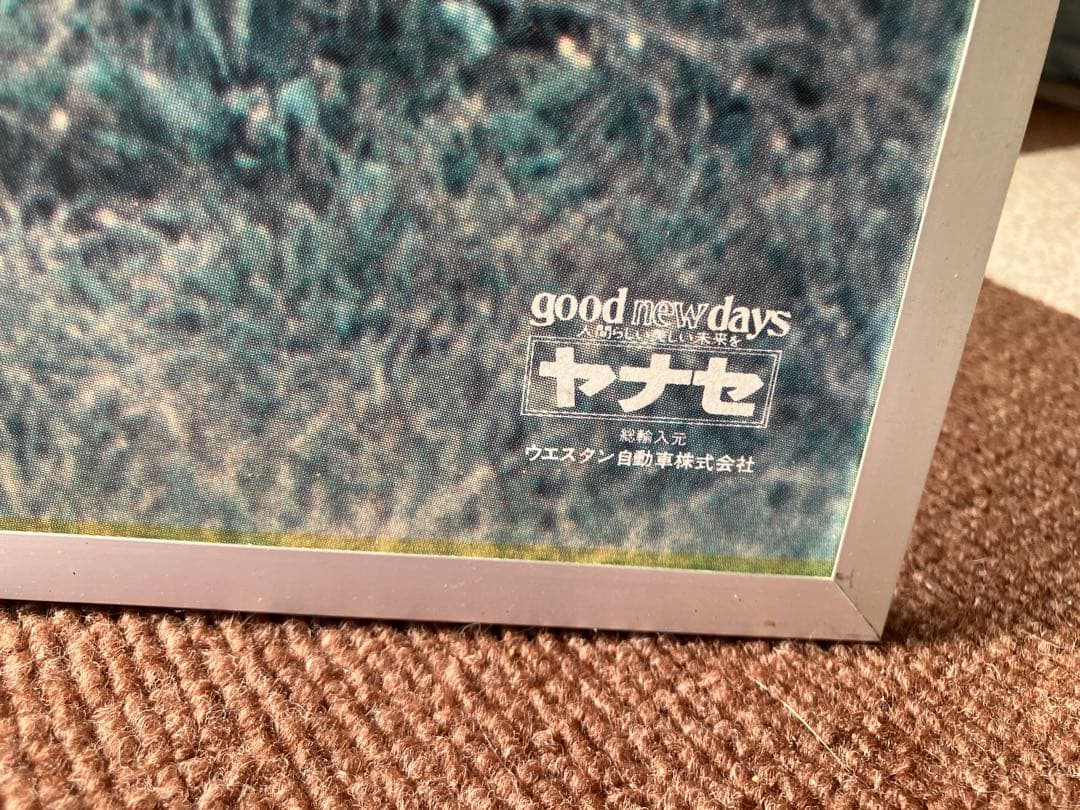 good new days
人間らしい美しい未来を
ヤナセ
総輸入元
ウエスタン自動車株式会社